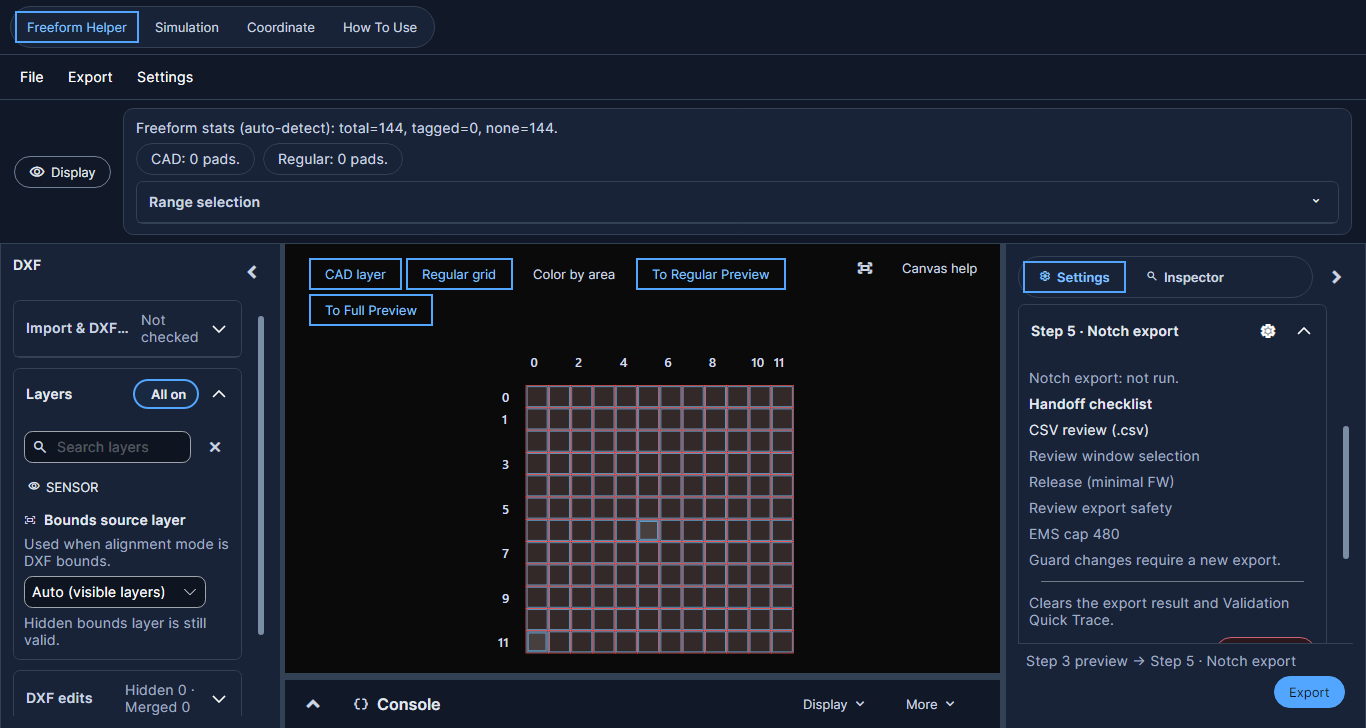 Freeform Helper Simulation Coordinate How To Use
File Export Settings
Freeform stats (auto-detect): total=144, tagged=0, none=144.
Display
CAD: 0 pads. Regular: 0 pads.
Range selection
DXF
Import & DXF... Not checked
Layers All on
Search layers
SENSOR
Bounds source layer
Used when alignment mode is
DXF bounds.
Auto (visible layers)
Hidden bounds layer is still
valid.
DXF edits Hidden 0 ·
Merged 0
CAD layer Regular grid Color by area To Regular Preview Canvas help
To Full Preview
0 2 4 6 8 10 11
0
1
3
5
7
9
11
Console Display More
Settings Inspector
Step 5 · Notch export
Notch export: not run.
Handoff checklist
CSV review (.csv)
Review window selection
Release (minimal FW)
Review export safety
EMS cap 480
Guard changes require a new export.
Clears the export result and Validation
Quick Trace.
Step 3 preview → Step 5 · Notch export
Export